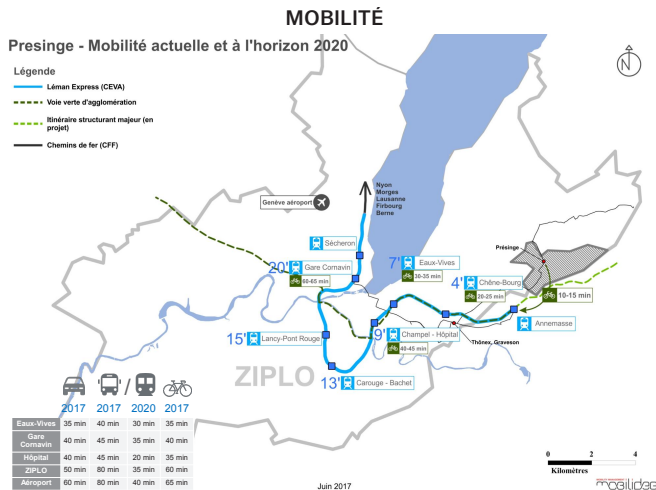 MOBILITÉ
Presinge - Mobilité actuelle et à l'horizon 2020
Légende
Léman Express (CEVA)
Voie verte d'agglomération
Itinéraire structurant majeur (en
projet)
Chemins de fer (CFF)
N
Nyon
Morges
Lausanne
Firbourg
Berne
Genève aéroport
Sécheron
20' Gare Cornavin
60-65 min
7' Eaux-Vives
30-35 min
Présinge
4' Chêne-Bourg
20-25 min
10-15 min
Annemasse
15' Lancy-Pont Rouge
9' Champel - Hôpital
40-45 min
Thônex, Graveson
13' Carouge - Bachet
ZIPLO
/
2017 2017 2020 2017
Eaux-Vives 35 min 40 min 30 min 35 min
Gare
Cornavin 40 min 45 min 35 min 40 min
Hôpital 40 min 45 min 20 min 35 min
ZIPLO 50 min 80 min 35 min 60 min
Aéroport 60 min 80 min 40 min 65 min
0 2 4
Kilomètres
Juin 2017
mobilidée